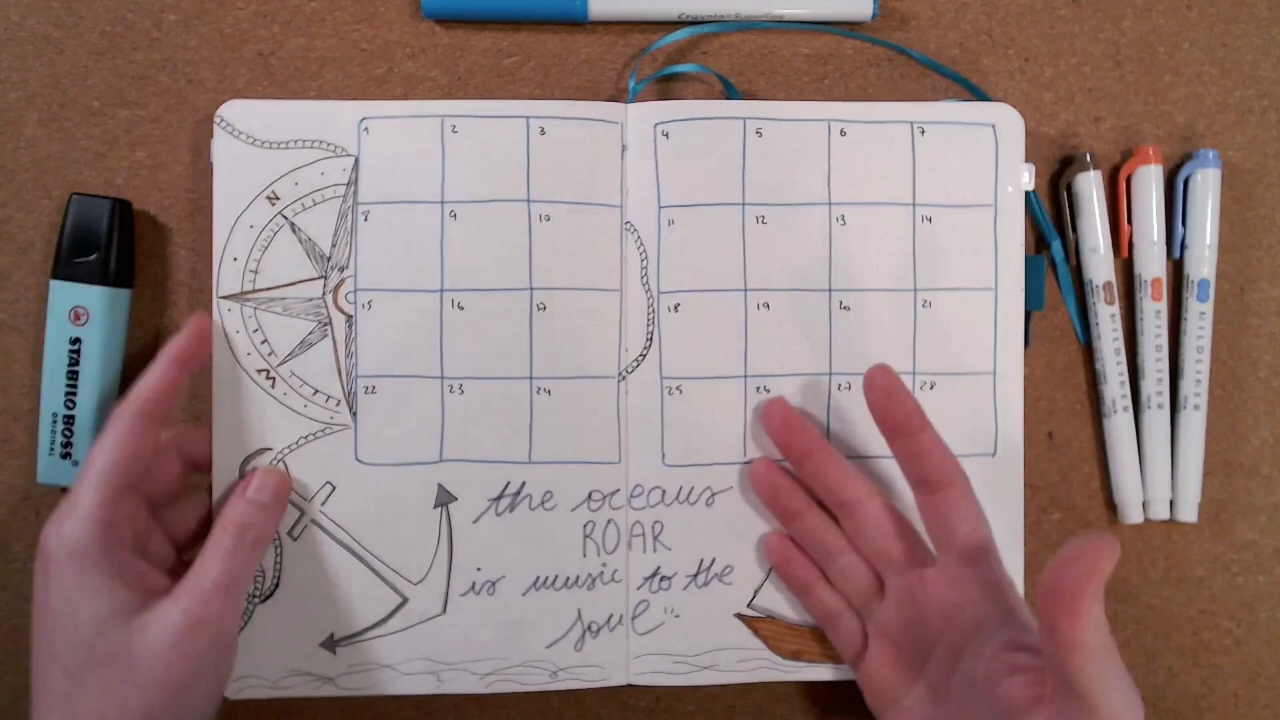 Crayola SuperTips
1 2 3 4 5 6 7
8 9 10 11 12 13 14
15 16 17 18 19 20 21
22 23 24 25 26 27 28
N
W
STABILO BOSS
ORIGINAL
MILDLINER
MILDLINER
MILDLINER
the oceans
ROAR
is music to the
soul"